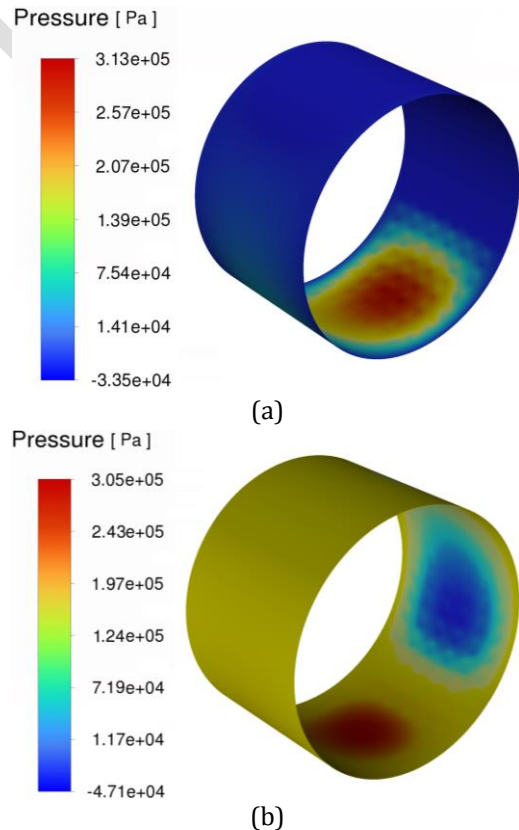 Pressure [ Pa ]
3.13e+05
2.57e+05
2.07e+05
1.39e+05
7.54e+04
1.41e+04
-3.35e+04
(a)
Pressure [ Pa ]
3.05e+05
2.43e+05
1.97e+05
1.24e+05
7.19e+04
1.17e+04
-4.71e+04
(b)